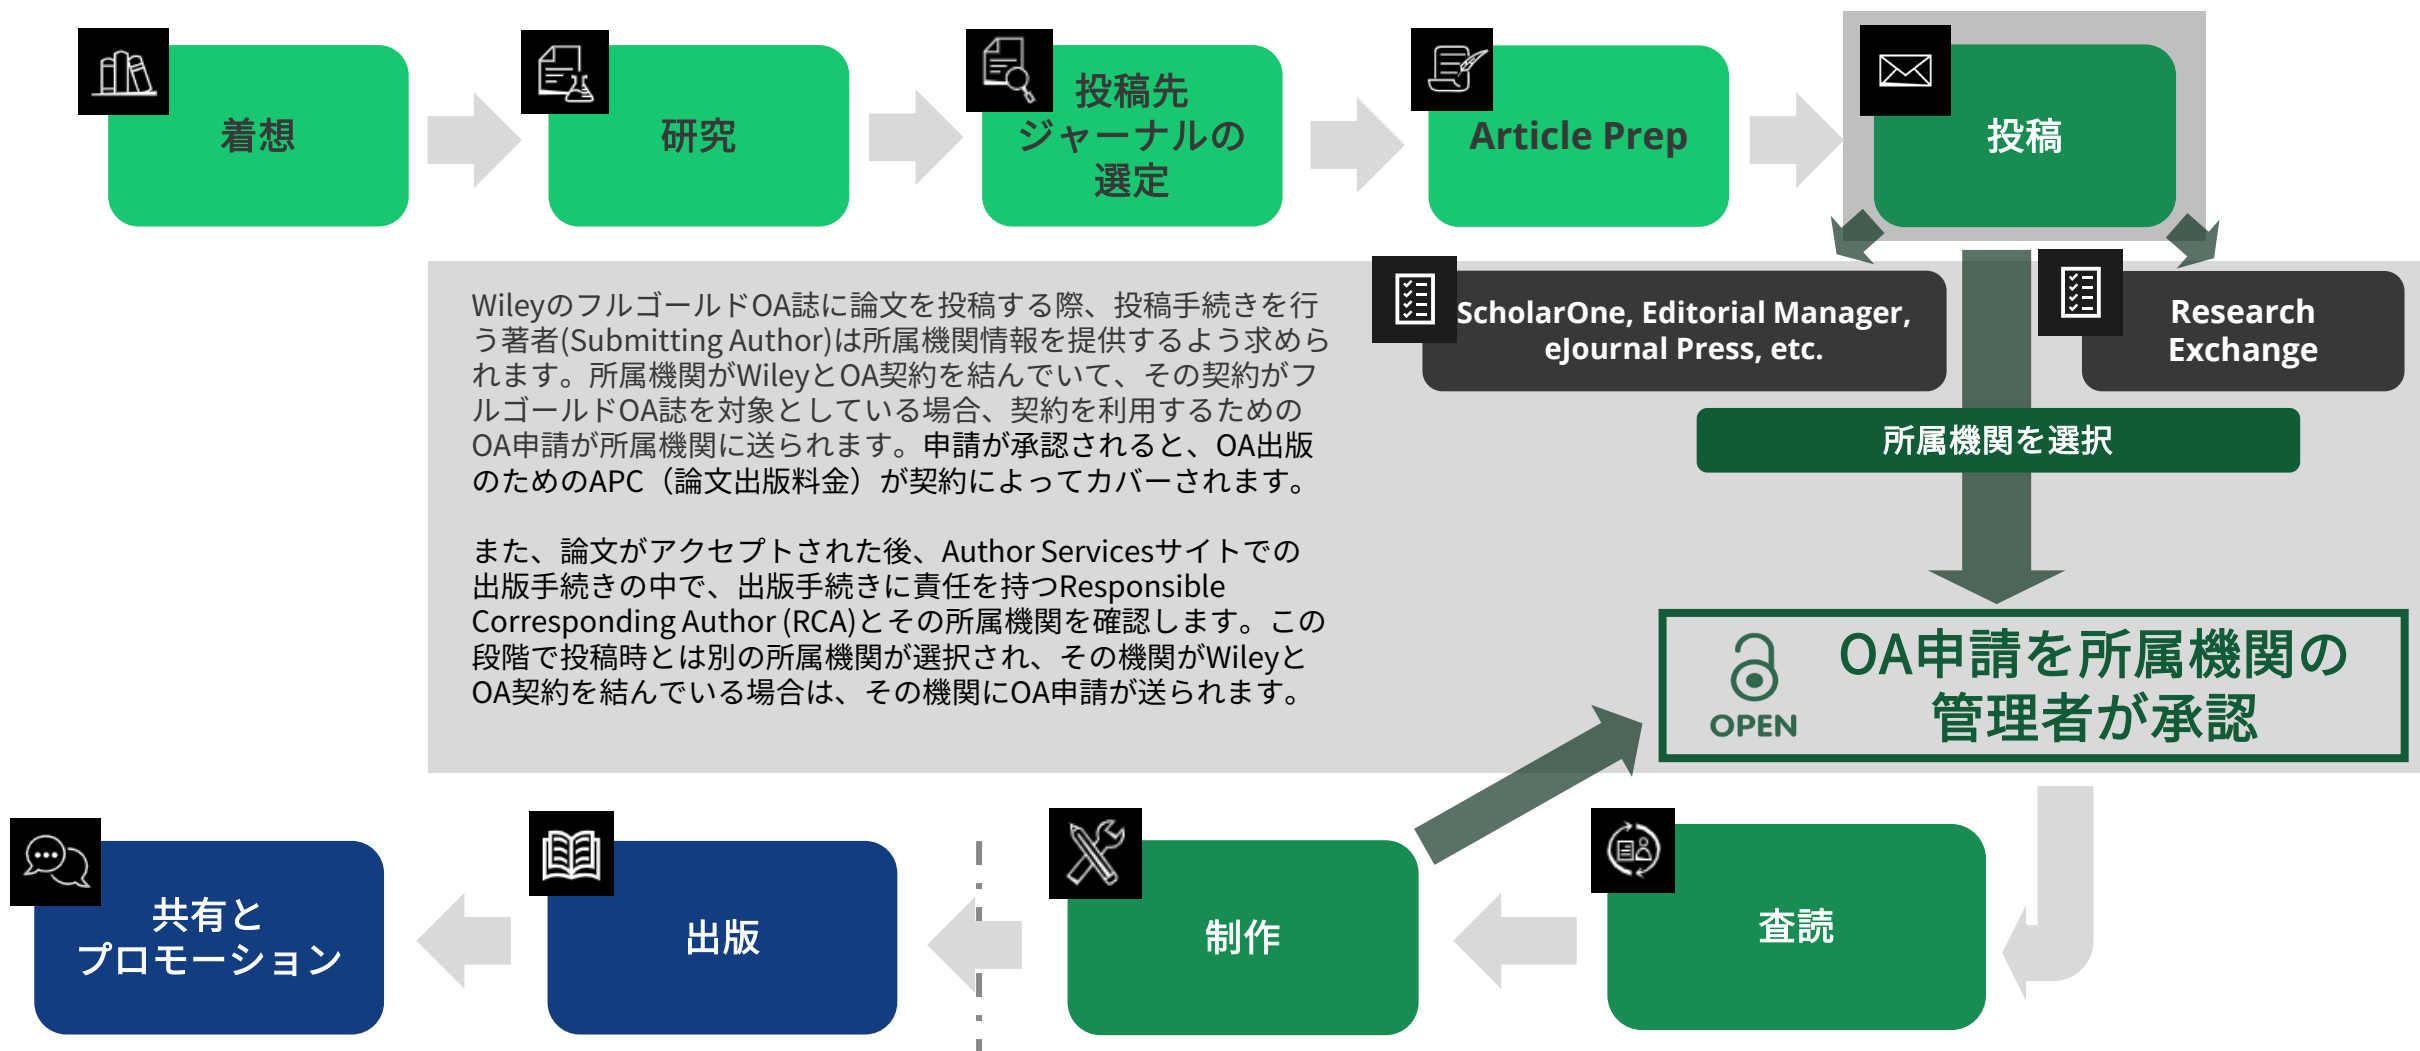 着想
研究
投稿先
ジャーナルの
選定
Article Prep
投稿
WileyのフルゴールドOA誌に論文を投稿する際、投稿手続きを行
う著者(Submitting Author)は所属機関情報を提供するよう求めら
れます。所属機関がWileyとOA契約を結んでいて、その契約がフ
ルゴールドOA誌を対象としている場合、契約を利用するための
OA申請が所属機関に送られます。申請が承認されると、OA出版
のためのAPC（論文出版料金）が契約によってカバーされます。
また、論文がアクセプトされた後、Author Servicesサイトでの
出版手続きの中で、出版手続きに責任を持つResponsible
Corresponding Author (RCA)とその所属機関を確認します。この
段階で投稿時とは別の所属機関が選択され、その機関がWileyと
OA契約を結んでいる場合は、その機関にOA申請が送られます。
ScholarOne, Editorial Manager,
eJournal Press, etc.
Research
Exchange
所属機関を選択
OPEN
OA申請を所属機関の
管理者が承認
共有と
プロモーション
出版
制作
査読